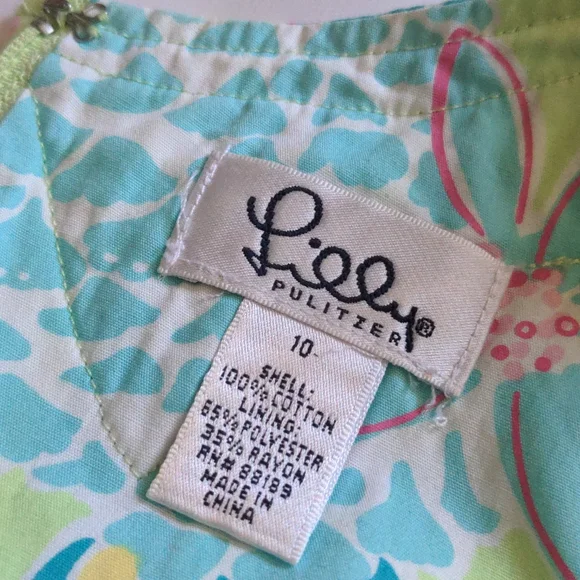 Lilly®
PULITZER
10
SHELL:
100% COTTON
LINING:
65% POLYESTER
35% RAYON
RN# 88189
MADE IN
CHINA